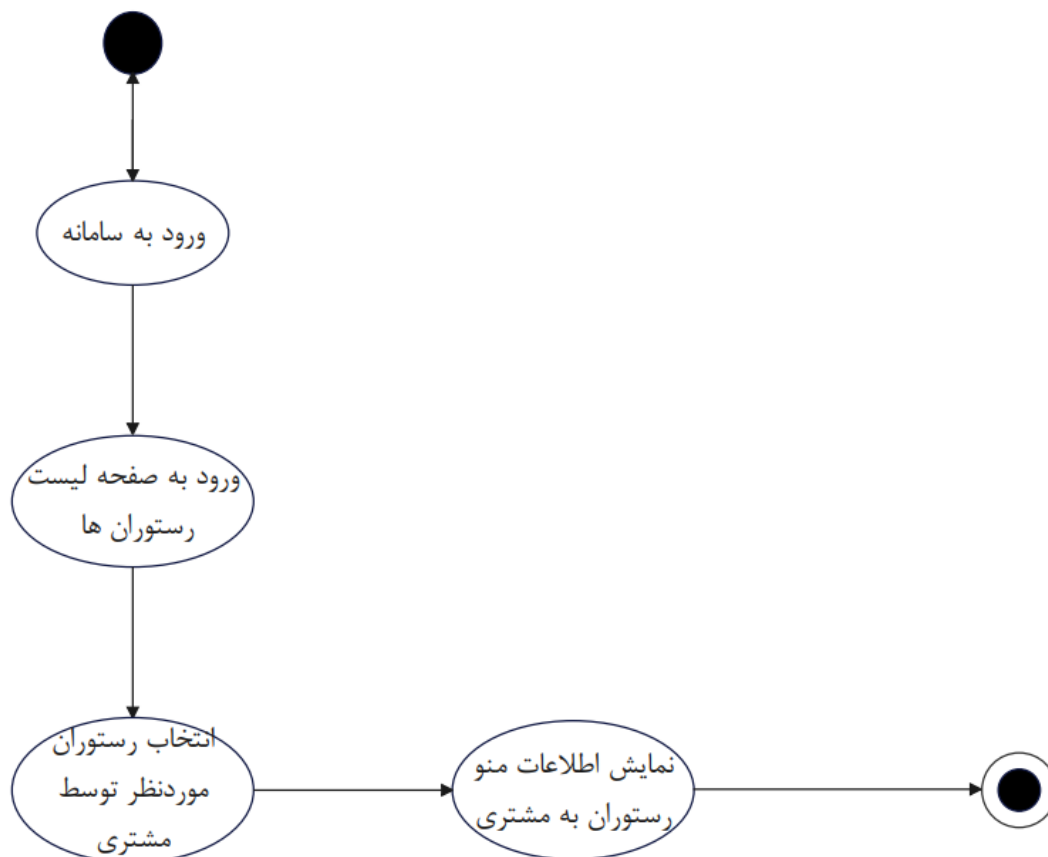 ورود به سامانه
ورود به صفحه لیست
رستوران ها
انتخاب رستوران
موردنظر توسط
مشتری
نمایش اطلاعات منو
رستوران به مشتری